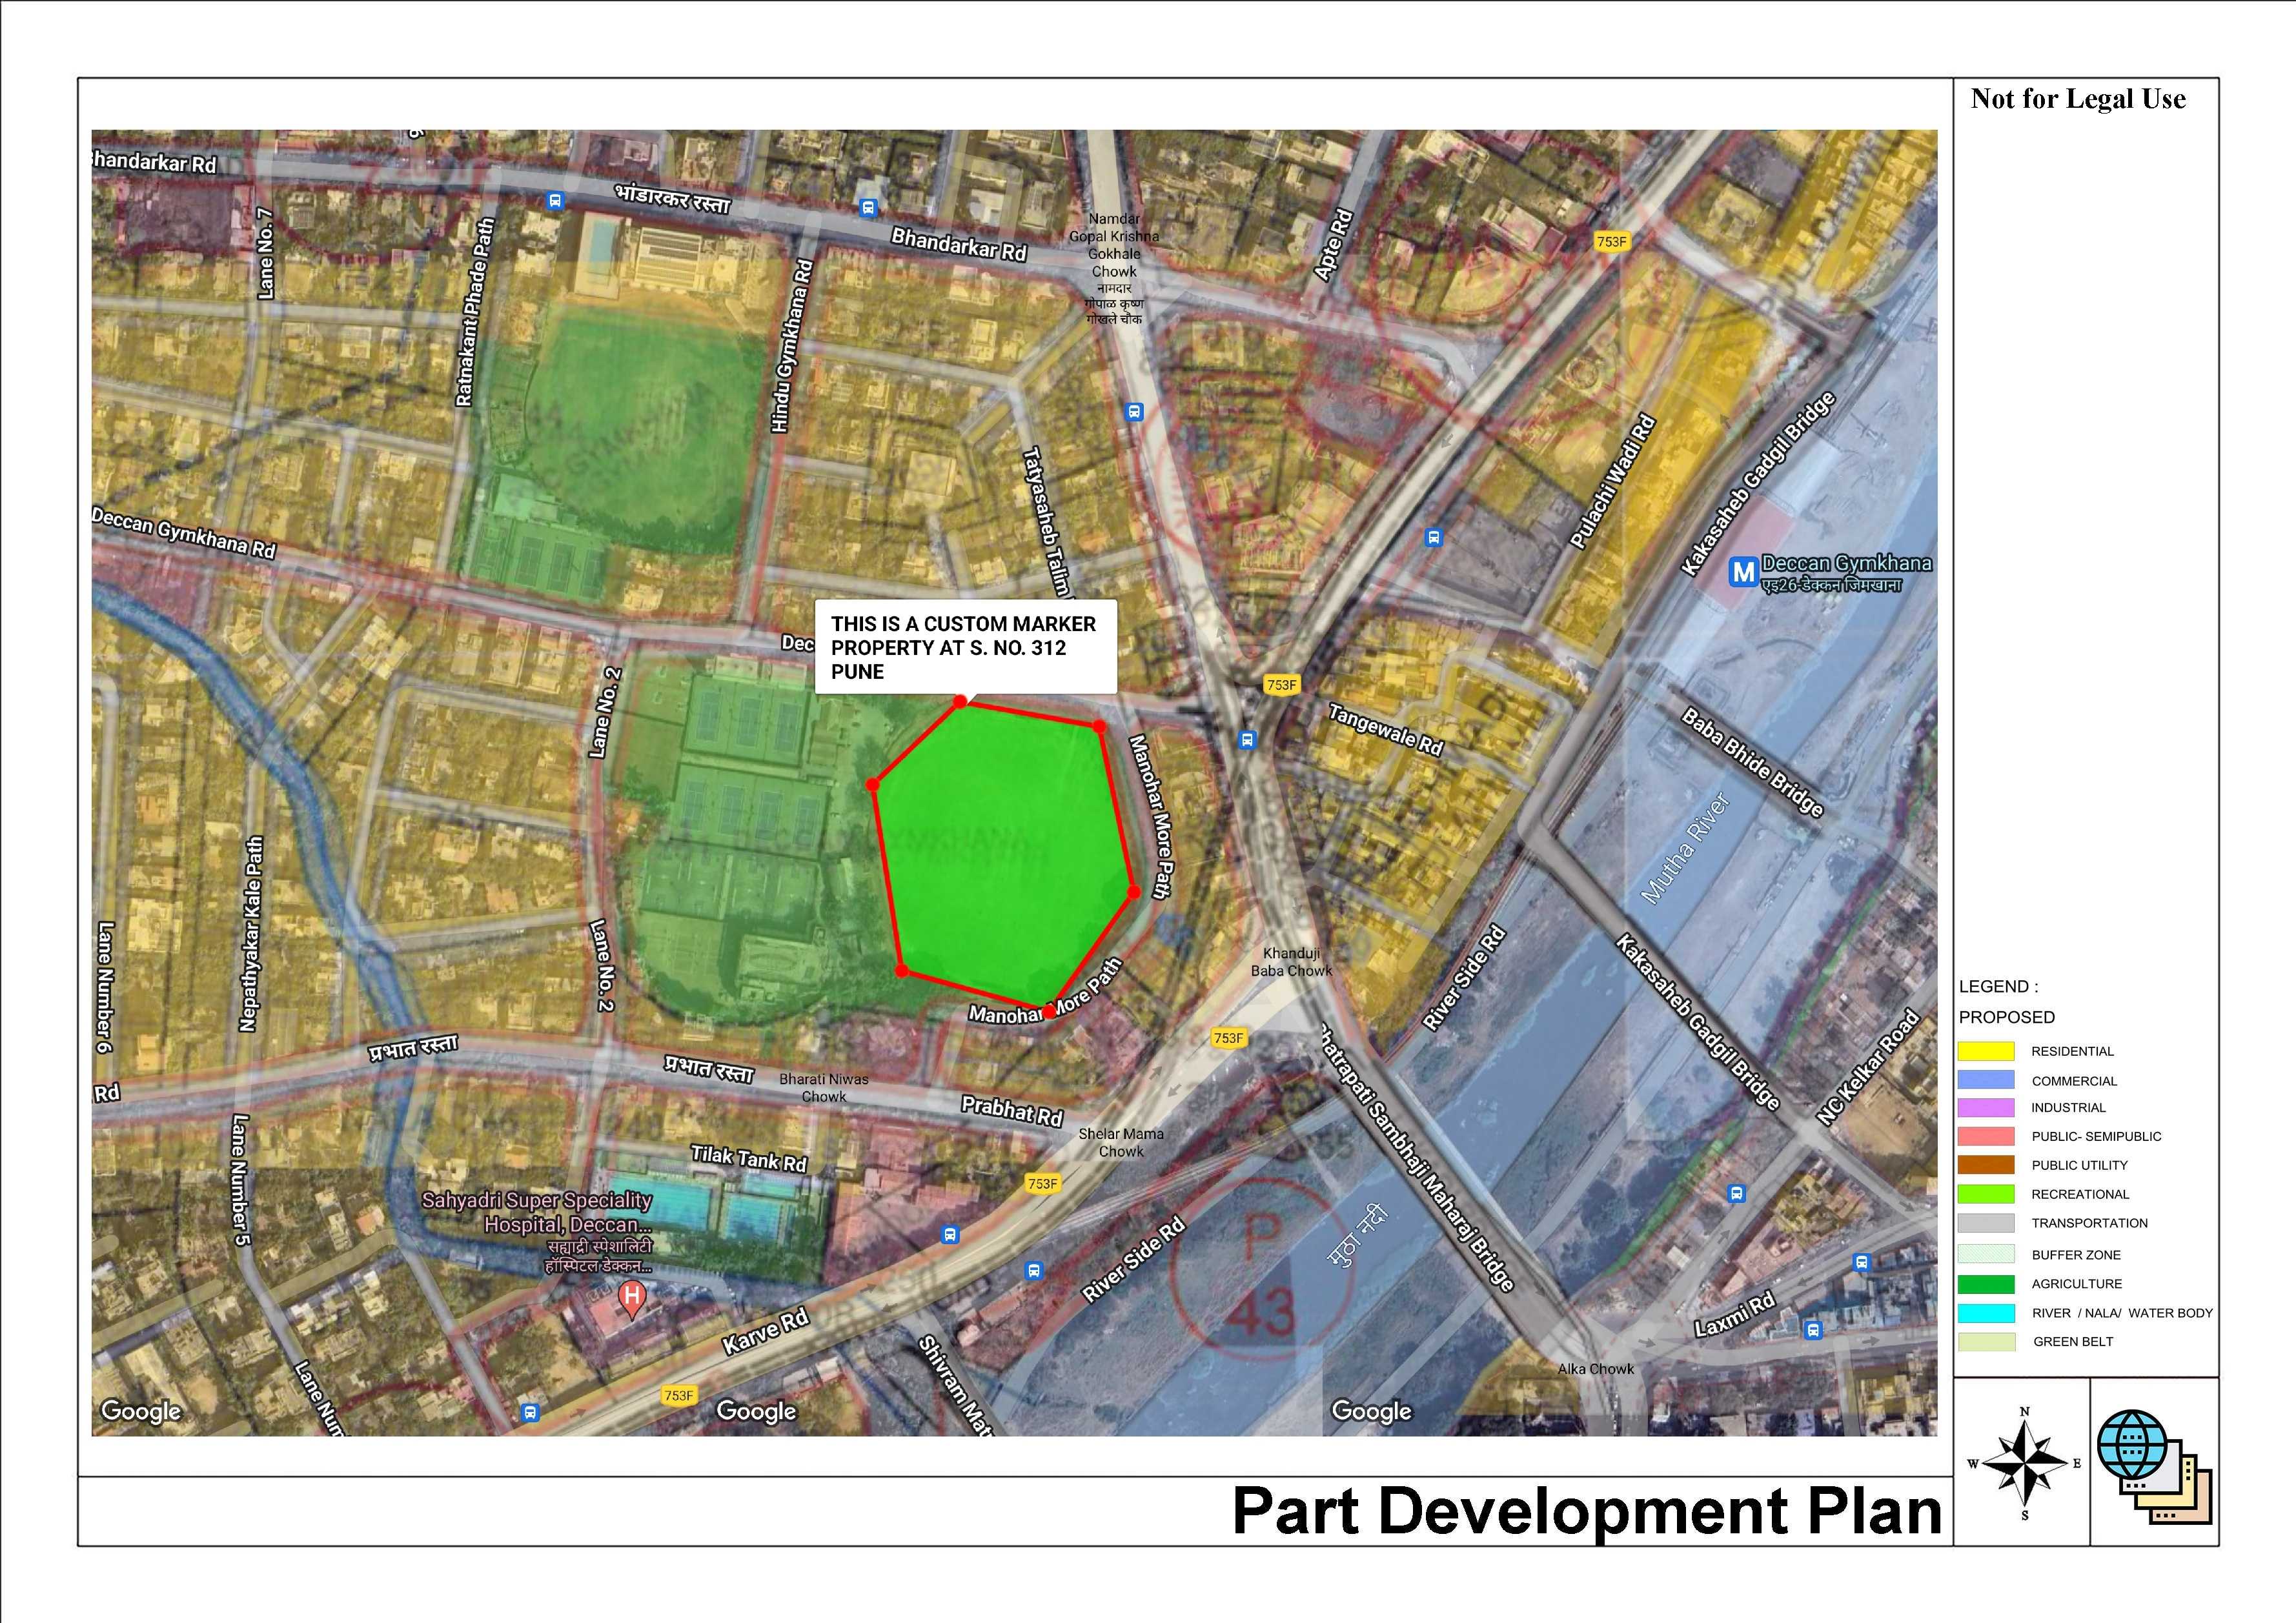 Not for Legal Use
Bhandarkar Rd
Lane No. 7
Ratnakant Phade Path
भांडारकर रस्ता
Bhandarkar Rd
Hindu Gymkhana Rd
Namdar
Gopal Krishna
Gokhale
Chowk
नामदार
गोपाळ कृष्ण
गोखले चौक
Apte Rd
753F
Tatyasaheb Talim
Pulachi Wadi Rd
Kakasaheb Gadgil Bridge
M Deccan Gymkhana
एइ26-डेक्कन जिमखाना
Deccan Gymkhana Rd
Dec
THIS IS A CUSTOM MARKER
PROPERTY AT S. NO. 312
PUNE
753F
Lane No. 2
Manohar More Path
Tangewale Rd
Baba Bhide Bridge
Mutha River
Nepathyakar Kale Path
Lane Number 6
Lane No. 2
Khanduji
Baba Chowk
River Side Rd
Kakasaheb Gadgil Bridge
Manohar More Path
753F
प्रभात रस्ता
प्रभात रस्ता
Rd
Bharati Niwas
Chowk
Prabhat Rd
Shelar Mama
Chowk
NC Kelkar Road
Chatrapati Sambhaji Maharaj Bridge
Lane Number 5
Tilak Tank Rd
753F
Sahyadri Super Speciality
Hospital, Deccan...
सह्याद्री स्पेशालिटी
हॉस्पिटल डेक्कन...
H
River Side Rd
मुठा नदी
P
43
Karve Rd
Laxmi Rd
Shivram Mat
Alka Chowk
Lane Num
753F
Google
Google
Google
LEGEND :
PROPOSED
RESIDENTIAL
COMMERCIAL
INDUSTRIAL
PUBLIC- SEMIPUBLIC
PUBLIC UTILITY
RECREATIONAL
TRANSPORTATION
BUFFER ZONE
AGRICULTURE
RIVER / NALA/ WATER BODY
GREEN BELT
N
W
E
S
Part Development Plan